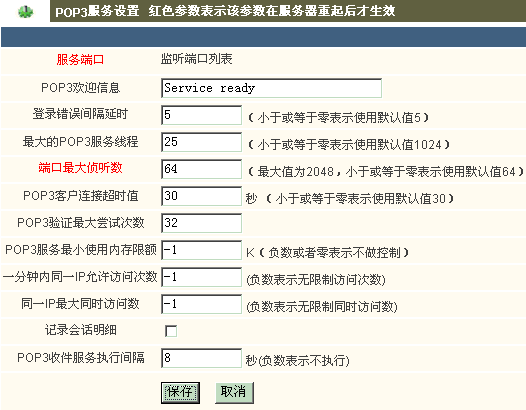 POP3服务设置 红色参数表示该参数在服务器重起后才生效
服务端口 监听端口列表
POP3欢迎信息 Service ready
登录错误间隔延时 5 (小于或等于零表示使用默认值5)
最大的POP3服务线程 25 (小于或等于零表示使用默认值1024)
端口最大侦听数 64 (最大值为2048，小于或等于零表示使用默认值64)
POP3客户连接超时值 30 秒 (小于或等于零表示使用默认值30)
POP3验证最大尝试次数 32
POP3服务最小使用内存限额 -1 K(负数或者零表示不做控制)
一分钟内同一IP允许访问次数 -1 (负数表示无限制访问次数)
同一IP最大同时访问数 -1 (负数表示无限制同时访问数)
记录会话明细
POP3收件服务执行间隔 8 秒(负数表示不执行)
保存 取消